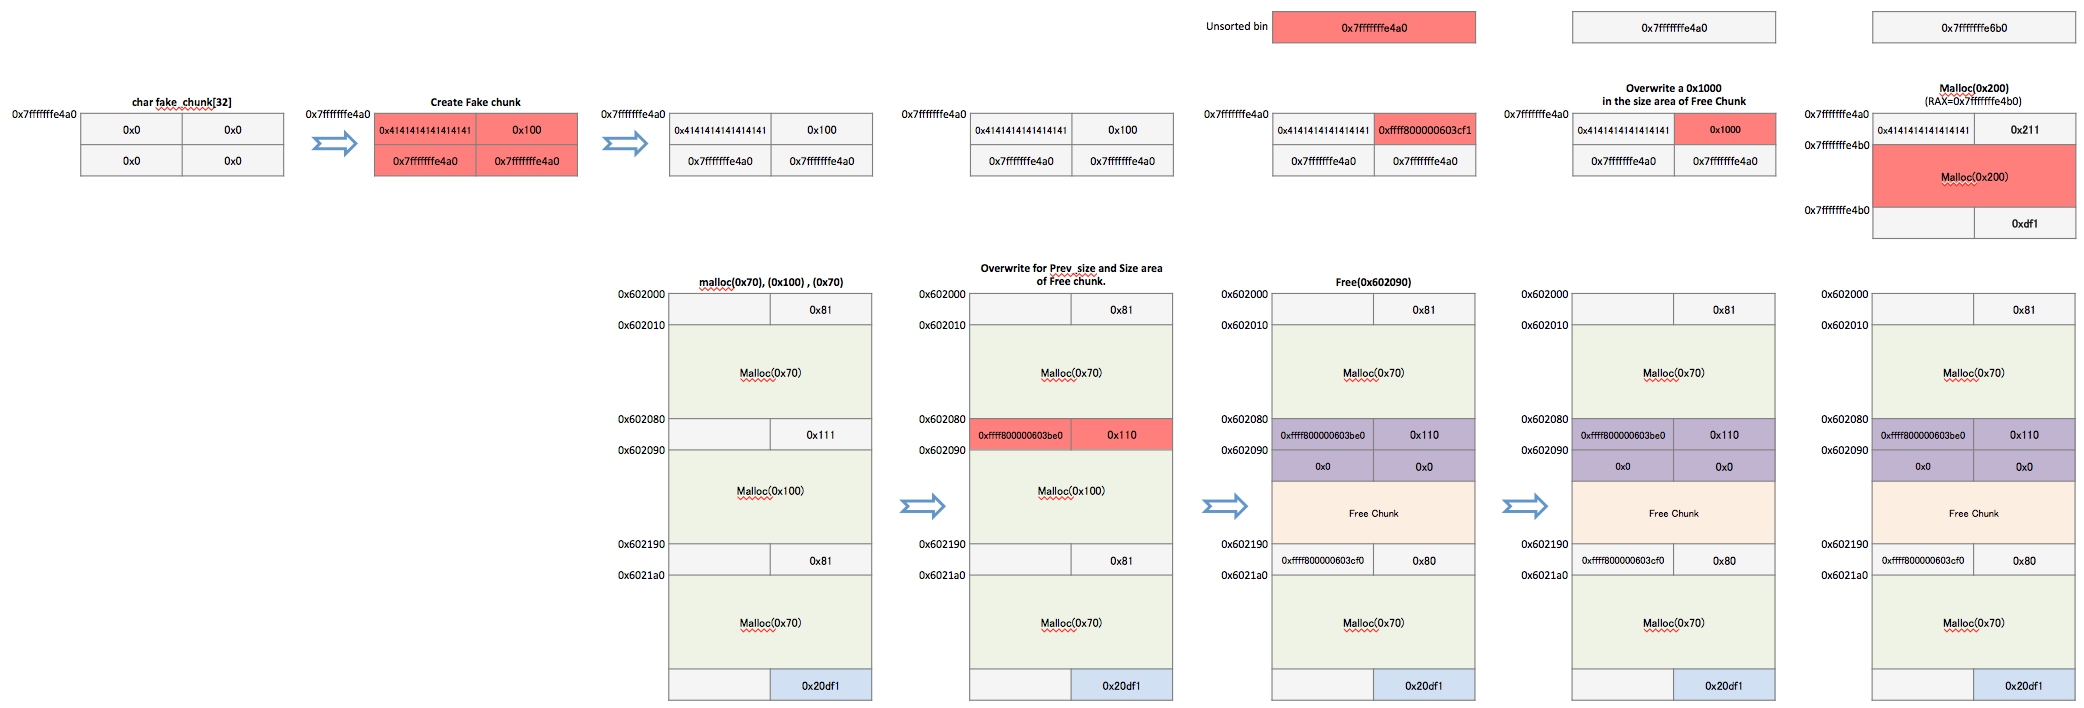 Unsorted bin
0x7fffffffe4a0
0x7fffffffe4a0
0x7fffffffe6b0
char fake_chunk[32]
0x7fffffffe4a0
0x0 0x0
0x0 0x0
Create Fake chunk
0x7fffffffe4a0
0x4141414141414141 0x100
0x7fffffffe4a0 0x7fffffffe4a0
0x7fffffffe4a0
0x4141414141414141 0x100
0x7fffffffe4a0 0x7fffffffe4a0
0x7fffffffe4a0
0x4141414141414141 0x100
0x7fffffffe4a0 0x7fffffffe4a0
0x7fffffffe4a0
0x4141414141414141 0xffff800000603cf1
0x7fffffffe4a0 0x7fffffffe4a0
Overwrite a 0x1000
in the size area of Free Chunk
0x7fffffffe4a0
0x4141414141414141 0x1000
0x7fffffffe4a0 0x7fffffffe4a0
Malloc(0x200)
(RAX=0x7fffffffe4b0)
0x7fffffffe4a0
0x4141414141414141 0x211
0x7fffffffe4b0
Malloc(0x200)
0x7fffffffe4b0
0xdf1
malloc(0x70), (0x100) , (0x70)
0x602000
0x81
0x602010
Malloc(0x70)
0x602080
0x111
0x602090
Malloc(0x100)
0x602190
0x81
0x6021a0
Malloc(0x70)
0x20df1
Overwrite for Prev_size and Size area
of Free chunk.
0x602000
0x81
0x602010
Malloc(0x70)
0x602080
0xffff800000603be0 0x110
0x602090
Malloc(0x100)
0x602190
0x81
0x6021a0
Malloc(0x70)
0x20df1
Free(0x602090)
0x602000
0x81
0x602010
Malloc(0x70)
0x602080
0xffff800000603be0 0x110
0x602090
0x0 0x0
Free Chunk
0x602190
0xffff800000603cf0 0x80
0x6021a0
Malloc(0x70)
0x20df1
0x602000
0x81
0x602010
Malloc(0x70)
0x602080
0xffff800000603be0 0x110
0x602090
0x0 0x0
Free Chunk
0x602190
0xffff800000603cf0 0x80
0x6021a0
Malloc(0x70)
0x20df1
0x602000
0x81
0x602010
Malloc(0x70)
0x602080
0xffff800000603be0 0x110
0x602090
0x0 0x0
Free Chunk
0x602190
0xffff800000603cf0 0x80
0x6021a0
Malloc(0x70)
0x20df1